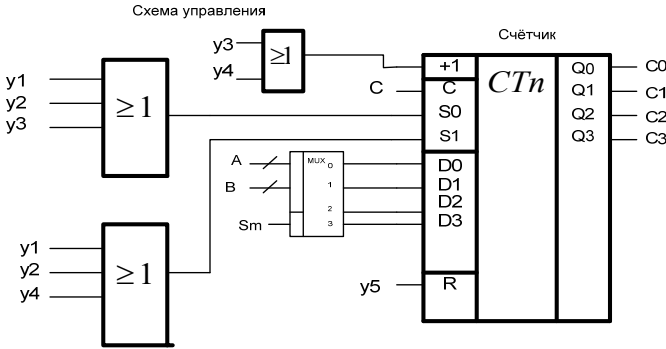 Схема управления
Счётчик
y3
y4
≥1
y1
y2
y3
≥1
+1
C
C
S0
S1
CTn
Q0
Q1
Q2
Q3
C0
C1
C2
C3
A
B
Sm
MUX
0
1
2
3
D0
D1
D2
D3
y1
y2
y4
≥1
y5
R